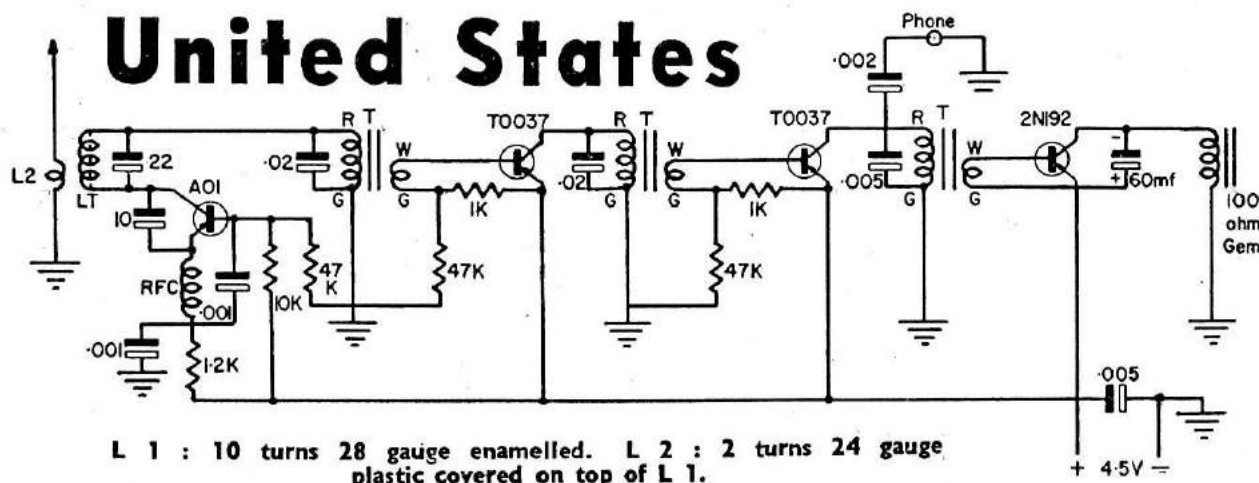 United States
Phone
.002
R T
T0037
R T
T0037
R T
2N192
L2
22
.02
W
.02
W
.005
W
60mf
LT
A01
G
G
1K
G
G
1K
G
G
+
-
10
100 ohm Gem
RFC
.001
10K
47 K
47K
47K
.001
1.2K
.005
+ 4.5V -
L 1 : 10 turns 28 gauge enamelled. L 2 : 2 turns 24 gauge
plastic covered on top of L 1.